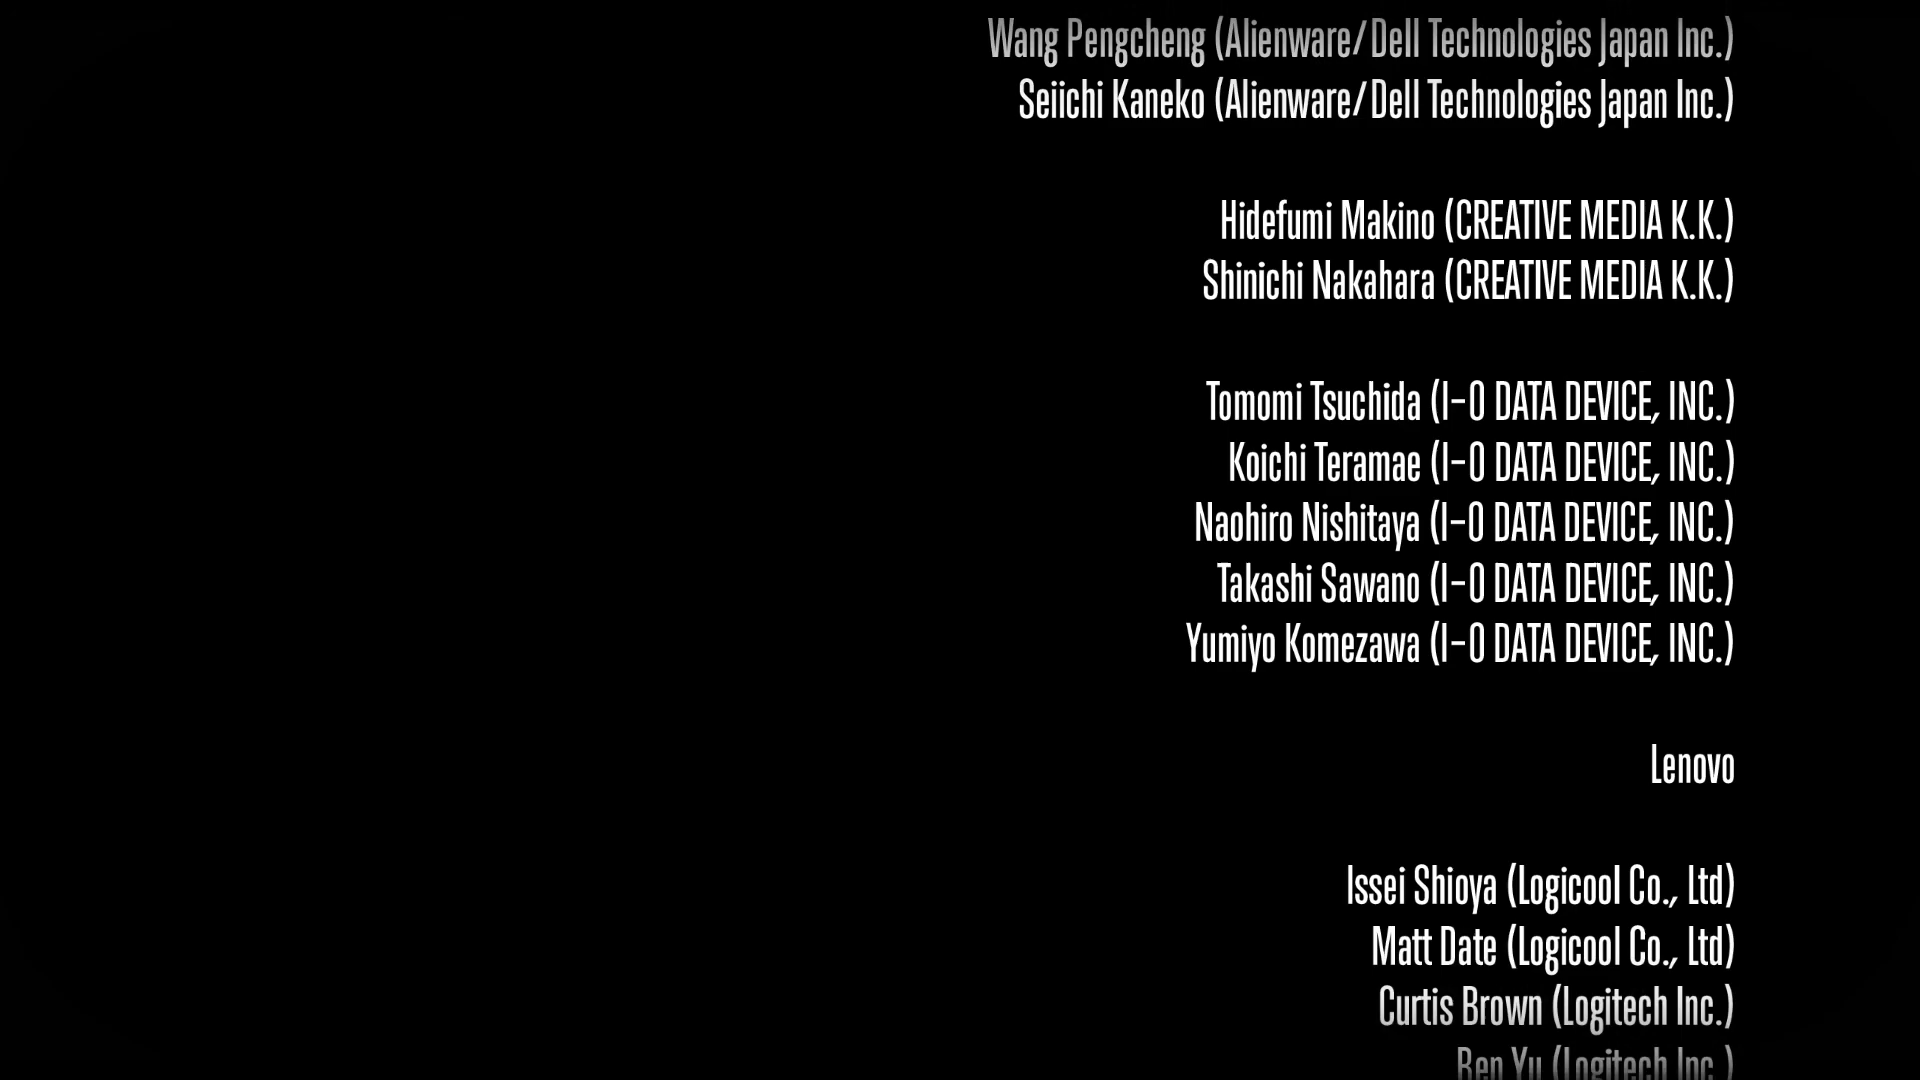 Wang Pengcheng (Alienware/Dell Technologies Japan Inc.)
Seiichi Kaneko (Alienware/Dell Technologies Japan Inc.)
Hidefumi Makino (CREATIVE MEDIA K.K.)
Shinichi Nakahara (CREATIVE MEDIA K.K.)
Tomomi Tsuchida (I-O DATA DEVICE, INC.)
Koichi Teramae (I-O DATA DEVICE, INC.)
Naohiro Nishitaya (I-O DATA DEVICE, INC.)
Takashi Sawano (I-O DATA DEVICE, INC.)
Yumiyo Komezawa (I-O DATA DEVICE, INC.)
Lenovo
Issei Shioya (Logicool Co., Ltd)
Matt Date (Logicool Co., Ltd)
Curtis Brown (Logitech Inc.)
Ben Yu (Logitech Inc.)